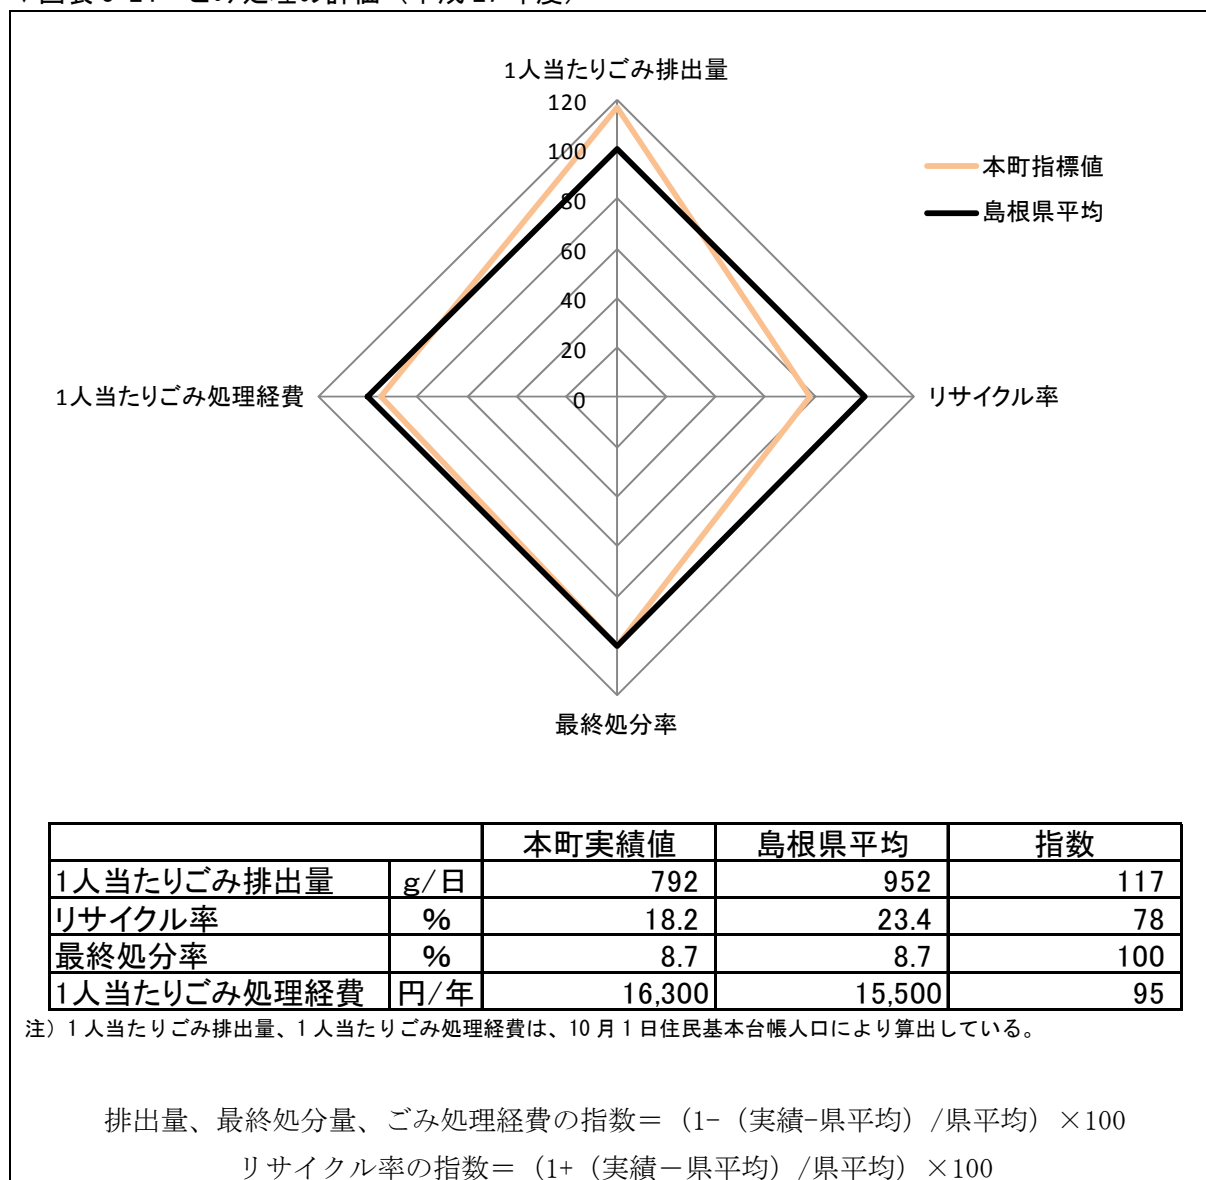 1人当たりごみ排出量
120
100
80
60
40
20
0
本町指標値
島根県平均
1人当たりごみ処理経費
リサイクル率
最終処分率
本町実績値 島根県平均 指数
1人当たりごみ排出量 g/日 792 952 117
リサイクル率 % 18.2 23.4 78
最終処分率 % 8.7 8.7 100
1人当たりごみ処理経費 円/年 16,300 15,500 95
注）1人当たりごみ排出量、1人当たりごみ処理経費は、10月1日住民基本台帳人口により算出している。
排出量、最終処分量、ごみ処理経費の指数＝（1-（実績-県平均）/県平均）×100
リサイクル率の指数＝（1+（実績－県平均）/県平均）×100